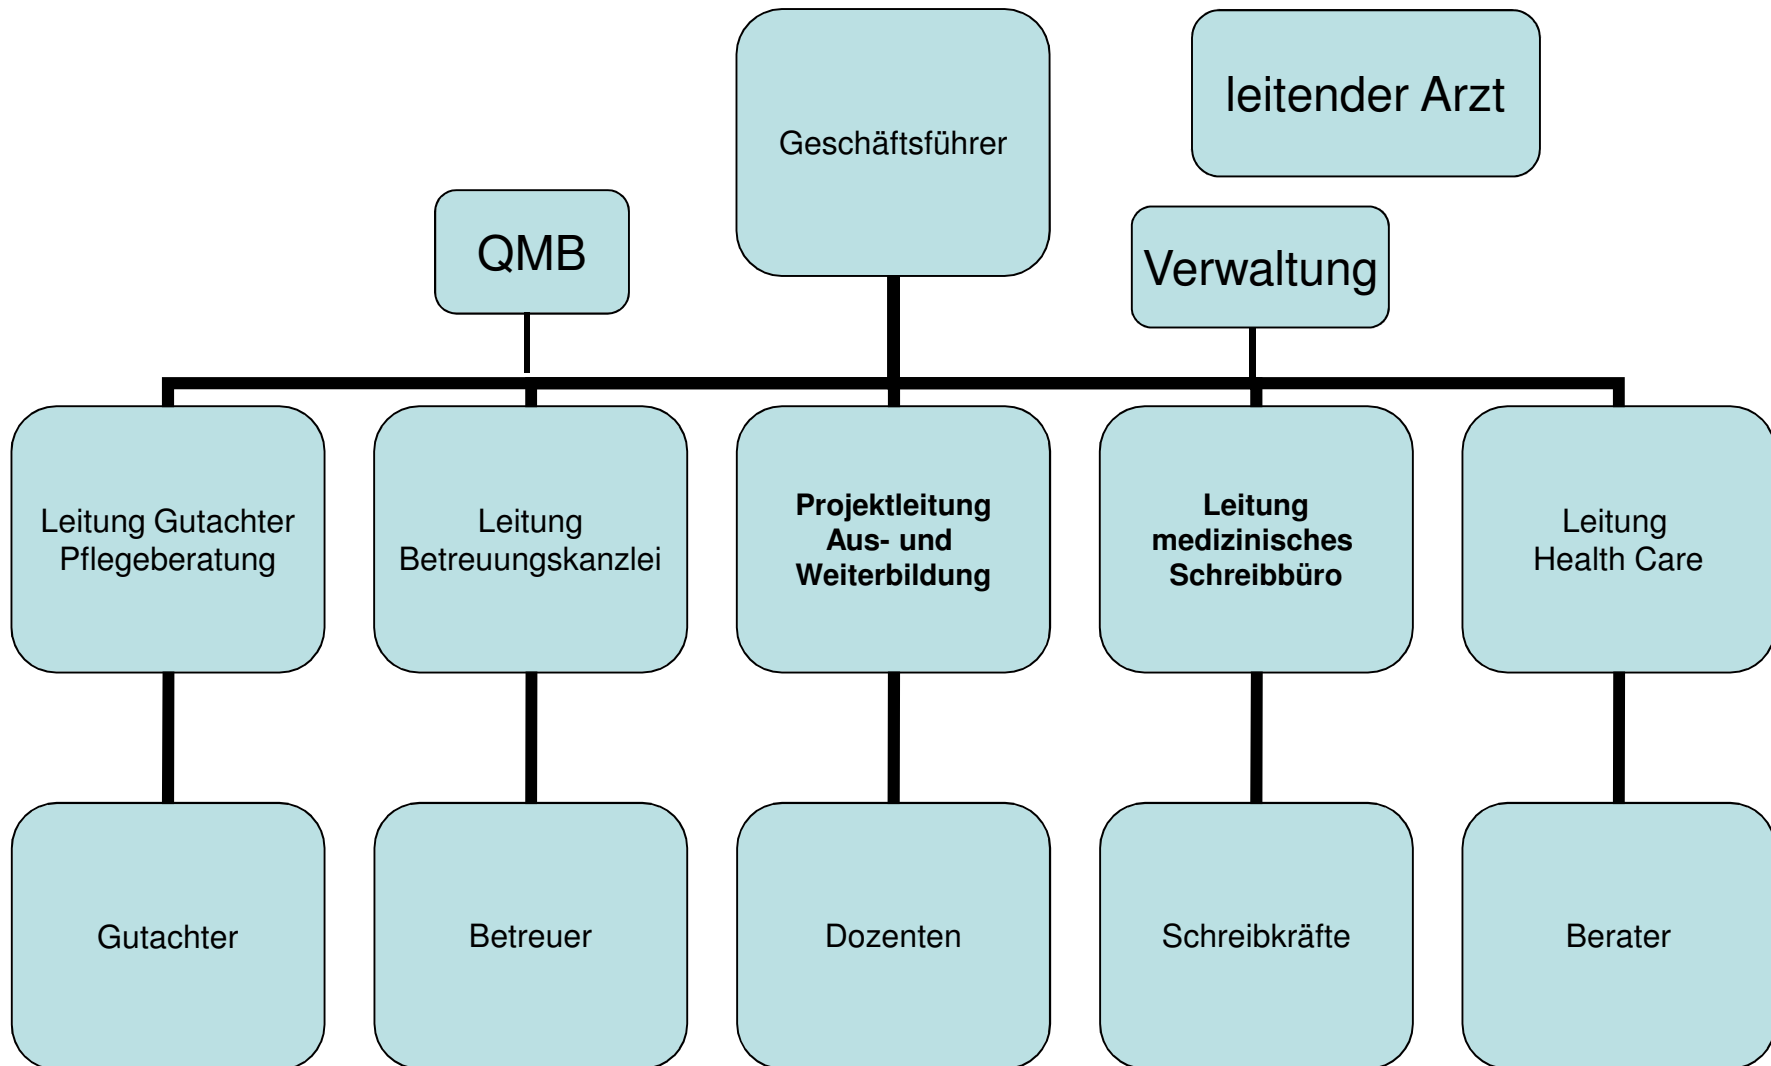 leitender Arzt
Geschäftsführer
QMB
Verwaltung
Leitung Gutachter
Pflegeberatung
Leitung
Betreuungskanzlei
Projektleitung
Aus- und
Weiterbildung
Leitung
medizinisches
Schreibbüro
Leitung
Health Care
Gutachter
Betreuer
Dozenten
Schreibkräfte
Berater